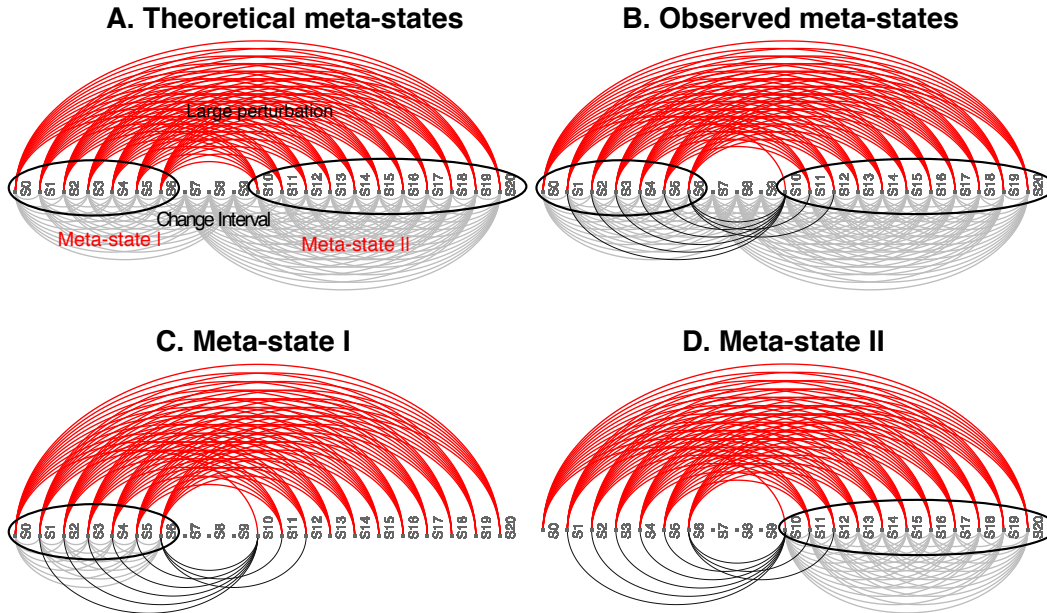 A. Theoretical meta-states
B. Observed meta-states
Large perturbation
S0 S1 S2 S3 S4 S5 S6 S7 S8 S9 S10 S11 S12 S13 S14 S15 S16 S17 S18 S19 S20
S0 S1 S2 S3 S4 S5 S6 S7 S8 S9 S10 S11 S12 S13 S14 S15 S16 S17 S18 S19 S20
Change Interval
Meta-state I
Meta-state II
C. Meta-state I
D. Meta-state II
S0 S1 S2 S3 S4 S5 S6 S7 S8 S9 S10 S11 S12 S13 S14 S15 S16 S17 S18 S19 S20
S0 S1 S2 S3 S4 S5 S6 S7 S8 S9 S10 S11 S12 S13 S14 S15 S16 S17 S18 S19 S20